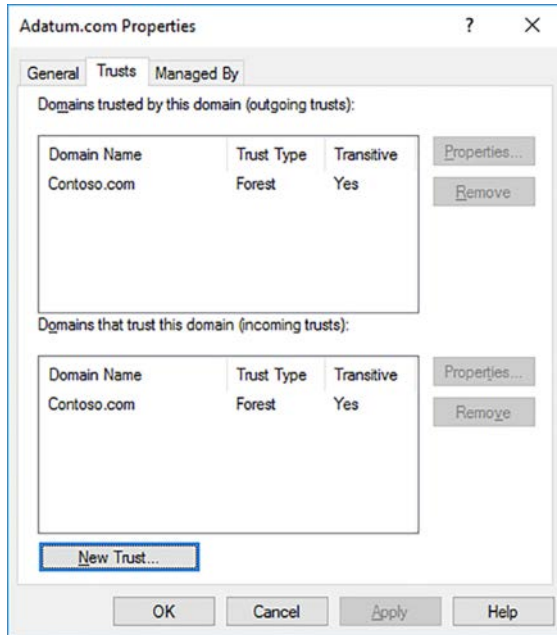 Adatum.com Properties ? ×
General Trusts Managed By
Domains trusted by this domain (outgoing trusts):
Domain Name Trust Type Transitive Properties...
Contoso.com Forest Yes Remove
Domains that trust this domain (incoming trusts):
Domain Name Trust Type Transitive Properties...
Contoso.com Forest Yes Remove
New Trust...
OK Cancel Apply Help